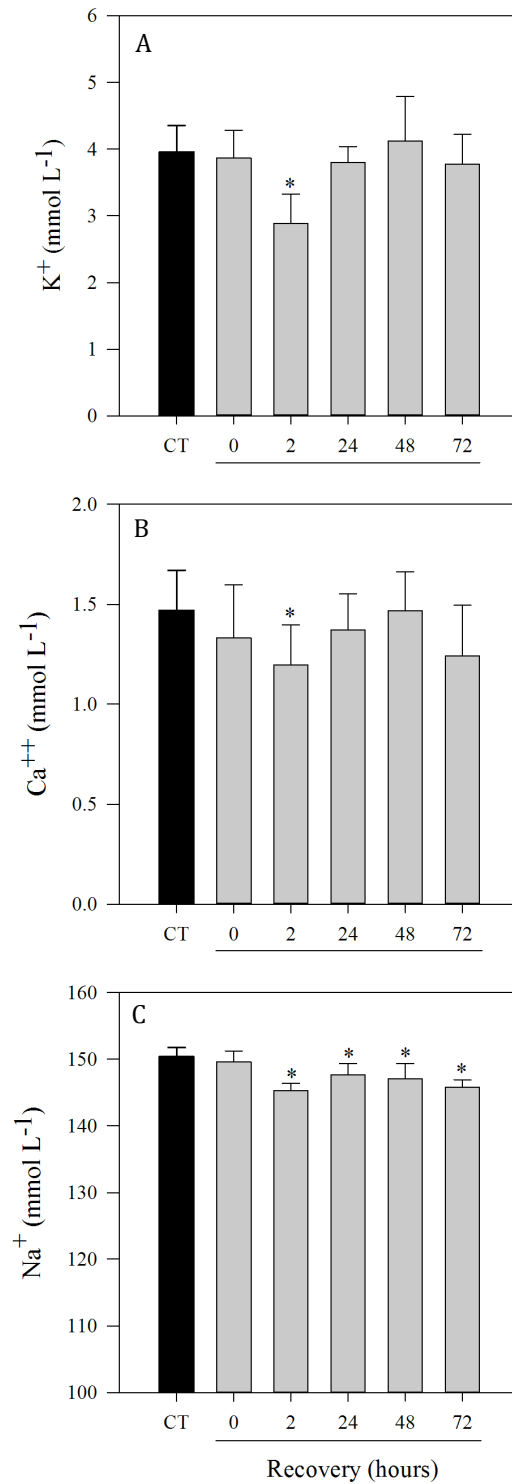 A
6
5
4
3
2
1
0
K+ (mmol L-1)
*
CT 0 2 24 48 72
B
2.0
1.5
1.0
0.5
0.0
Ca++ (mmol L-1)
*
CT 0 2 24 48 72
C
160
150
140
130
120
110
100
Na+ (mmol L-1)
* * * *
CT 0 2 24 48 72
Recovery (hours)